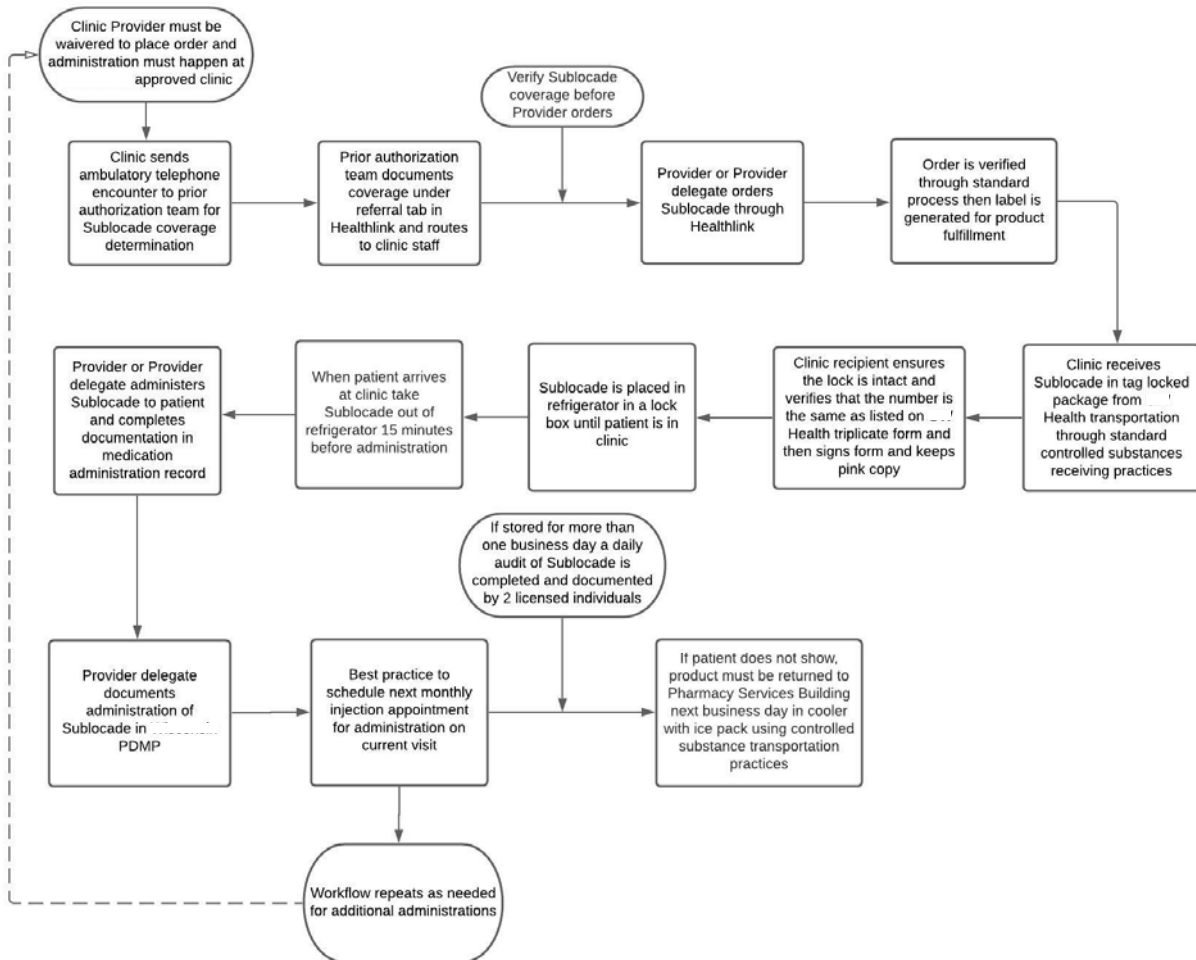 Clinic Provider must be
waivered to place order and
administration must happen at
approved clinic
Verify Sublocade
coverage before
Provider orders
Clinic sends
ambulatory telephone
encounter to prior
authorization team for
Sublocade coverage
determination
Prior authorization
team documents
coverage under
referral tab in
Healthlink and routes
to clinic staff
Provider or Provider
delegate orders
Sublocade through
Healthlink
Order is verified
through standard
process then label is
generated for product
fulfillment
Clinic receives
Sublocade in tag locked
package from
Health transportation
through standard
controlled substances
receiving practices
Clinic recipient ensures
the lock is intact and
verifies that the number is
the same as listed on
Health triplicate form and
then signs form and keeps
pink copy
Sublocade is placed in
refrigerator in a lock
box until patient is in
clinic
When patient arrives
at clinic take
Sublocade out of
refrigerator 15 minutes
before administration
Provider or Provider
delegate administers
Sublocade to patient
and completes
documentation in
medication
administration record
Provider delegate
documents
administration of
Sublocade in
PDMP
Best practice to
schedule next monthly
injection appointment
for administration on
current visit
If stored for more than
one business day a daily
audit of Sublocade is
completed and documented
by 2 licensed individuals
If patient does not show,
product must be returned to
Pharmacy Services Building
next business day in cooler
with ice pack using controlled
substance transportation
practices
Workflow repeats as needed
for additional administrations